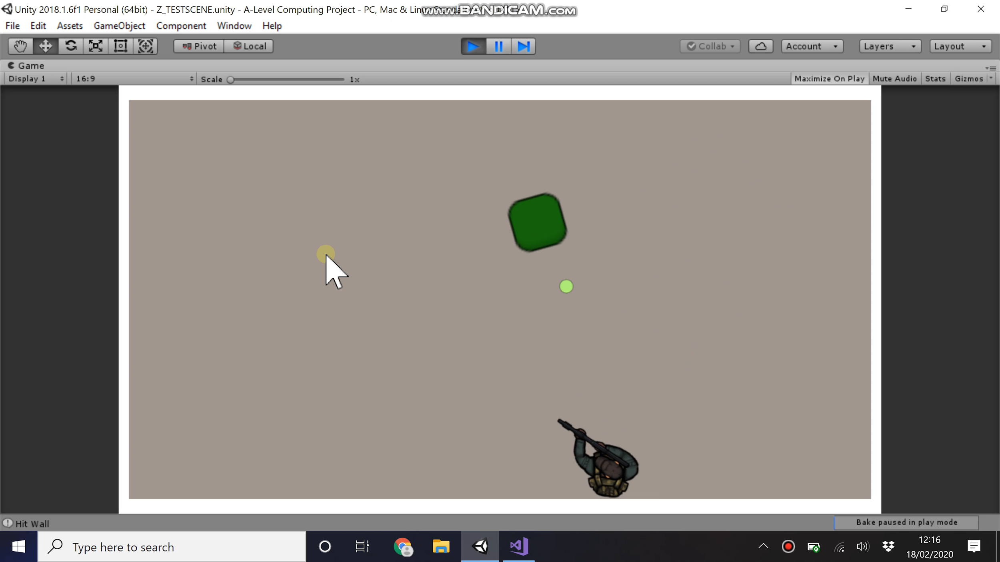 Unity 2018.1.6f1 Personal (64bit) - Z_TESTSCENE.unity - A-Level Computing Project - PC, Mac &
www.BANDICAM.com
File Edit Assets GameObject Component Window Help
Pivot Local Collab Account Layers Layout
Game
Display 1 16:9 Scale 1x Maximize On Play Mute Audio Stats Gizmos
Hit Wall
Bake paused in play mode
Type here to search
12:16
18/02/2020